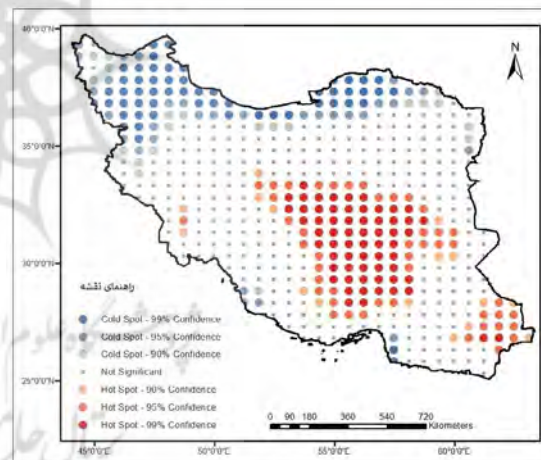 40°0'0"N
N
35°0'0"N
30°0'0"N
راهنمای نقشه
Cold Spot - 99% Confidence
Cold Spot - 95% Confidence
Cold Spot - 90% Confidence
Not Significant
Hot Spot - 90% Confidence
Hot Spot - 95% Confidence
Hot Spot - 99% Confidence
25°0'0"N
0 90 180 360 540 720
Kilometers
45°0'0"E 50°0'0"E 55°0'0"E 60°0'0"E